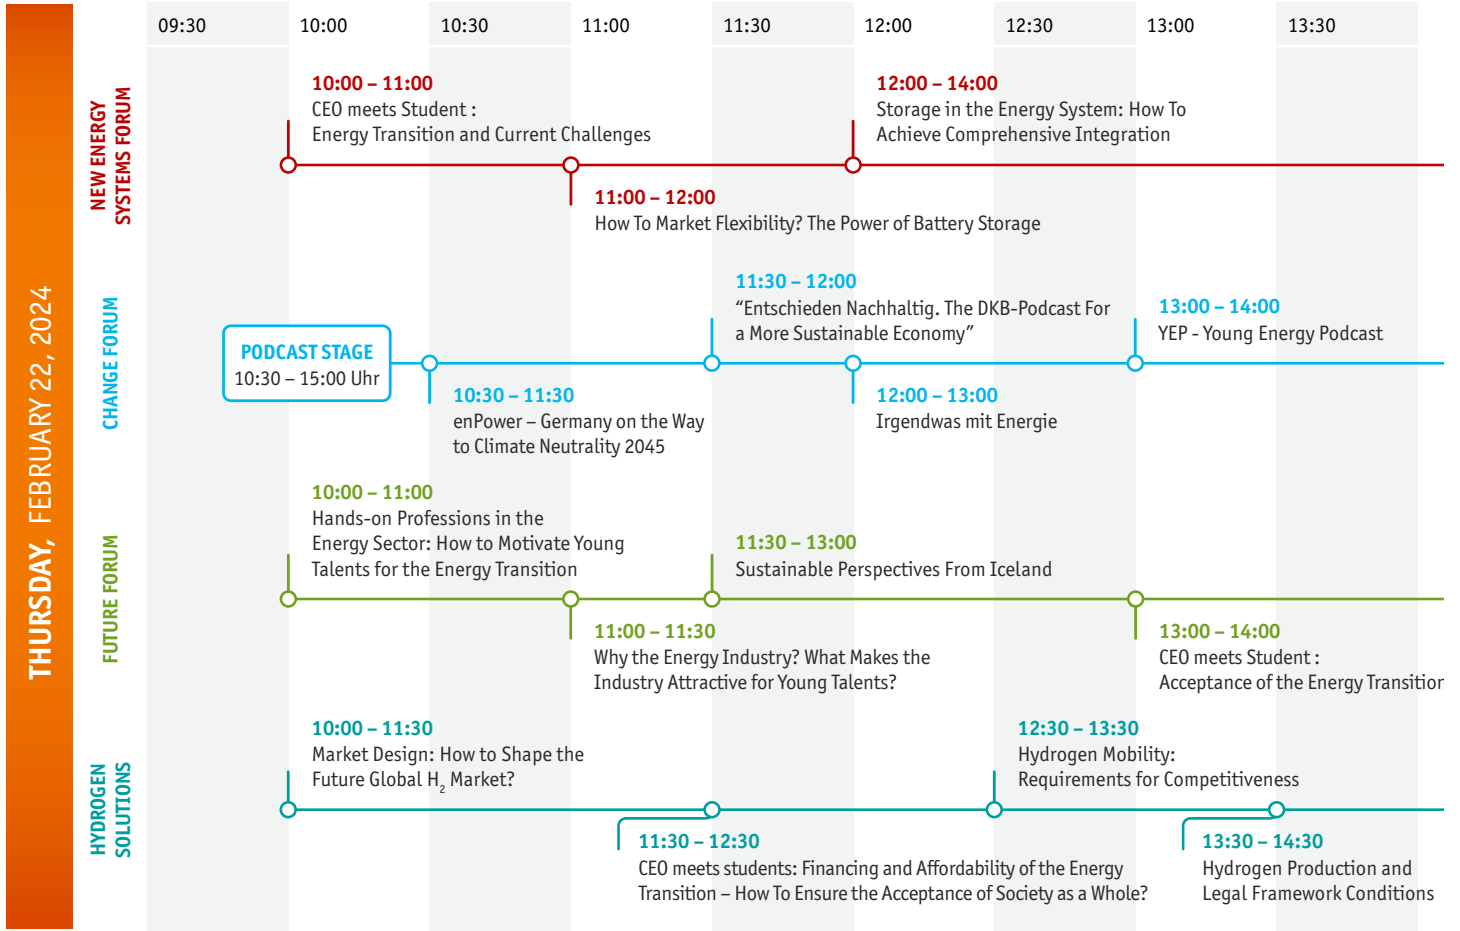 09:30 10:00 10:30 11:00 11:30 12:00 12:30 13:00 13:30
THURSDAY, FEBRUARY 22, 2024
NEW ENERGY
SYSTEMS FORUM
10:00 – 11:00
CEO meets Student :
Energy Transition and Current Challenges
11:00 – 12:00
How To Market Flexibility? The Power of Battery Storage
12:00 – 14:00
Storage in the Energy System: How To
Achieve Comprehensive Integration
CHANGE FORUM
PODCAST STAGE
10:30 – 15:00 Uhr
10:30 – 11:30
enPower – Germany on the Way
to Climate Neutrality 2045
11:30 – 12:00
“Entschieden Nachhaltig. The DKB-Podcast For
a More Sustainable Economy”
12:00 – 13:00
Irgendwas mit Energie
13:00 – 14:00
YEP - Young Energy Podcast
FUTURE FORUM
10:00 – 11:00
Hands-on Professions in the
Energy Sector: How to Motivate Young
Talents for the Energy Transition
11:00 – 11:30
Why the Energy Industry? What Makes the
Industry Attractive for Young Talents?
11:30 – 13:00
Sustainable Perspectives From Iceland
13:00 – 14:00
CEO meets Student :
Acceptance of the Energy Transition
HYDROGEN
SOLUTIONS
10:00 – 11:30
Market Design: How to Shape the
Future Global H₂ Market?
11:30 – 12:30
CEO meets students: Financing and Affordability of the Energy
Transition – How To Ensure the Acceptance of Society as a Whole?
12:30 – 13:30
Hydrogen Mobility:
Requirements for Competitiveness
13:30 – 14:30
Hydrogen Production and
Legal Framework Conditions